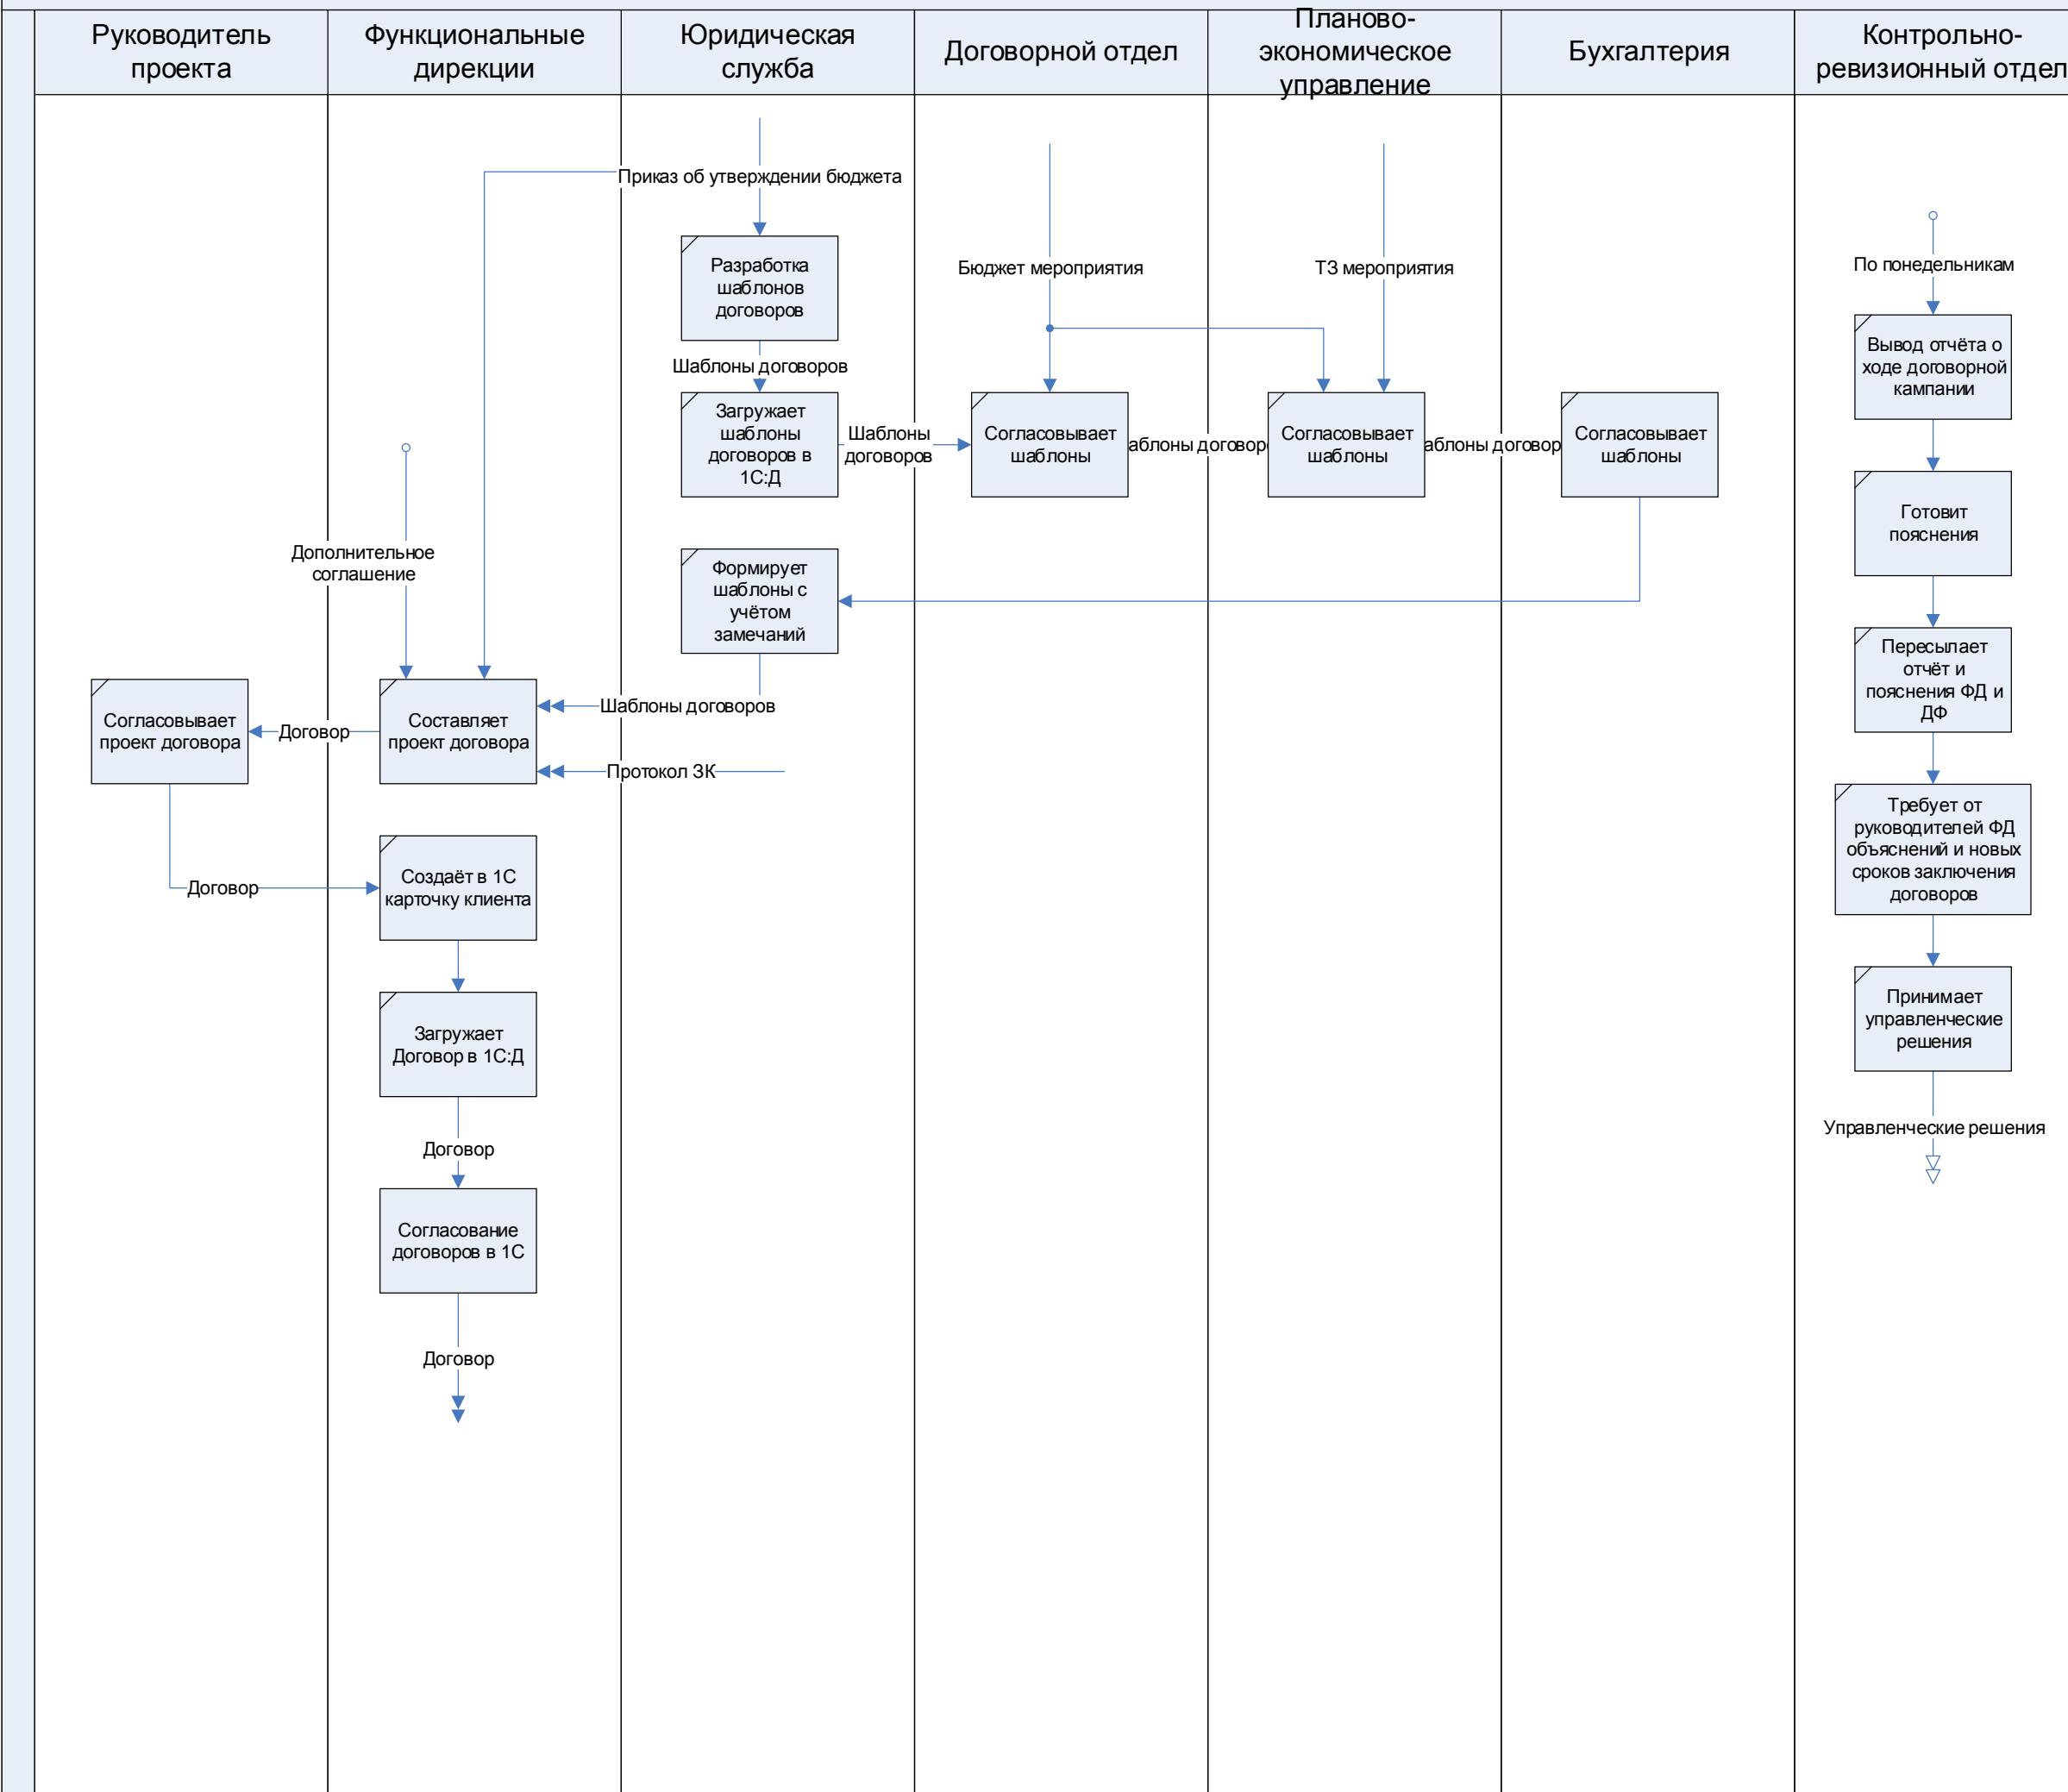 Руководитель
проекта
Функциональные
дирекции
Юридическая
служба
Договорной отдел
Планово-
экономическое
управление
Бухгалтерия
Контрольно-
ревизионный отдел
Приказ об утверждении бюджета
Разработка
шаблонов
договоров
Бюджет мероприятия
ТЗ мероприятия
По понедельникам
Вывод отчёта о
ходе договорной
кампании
Шаблоны договоров
Загружает
шаблоны
договоров в
1С:Д
Шаблоны
договоров
Согласовывает
шаблоны
аблоны договоро
Согласовывает
шаблоны
аблоны договор
Согласовывает
шаблоны
Готовит
пояснения
Дополнительное
соглашение
Формирует
шаблоны с
учётом
замечаний
Пересылает
отчёт и
пояснения ФД и
ДФ
Согласовывает
проект договора
Договор
Составляет
проект договора
Шаблоны договоров
Протокол ЗК
Требует от
руководителей ФД
объяснений и новых
сроков заключения
договоров
Договор
Создаёт в 1С
карточку клиента
Загружает
Договор в 1С:Д
Принимает
управленческие
решения
Договор
Управленческие решения
Согласование
договоров в 1С
Договор